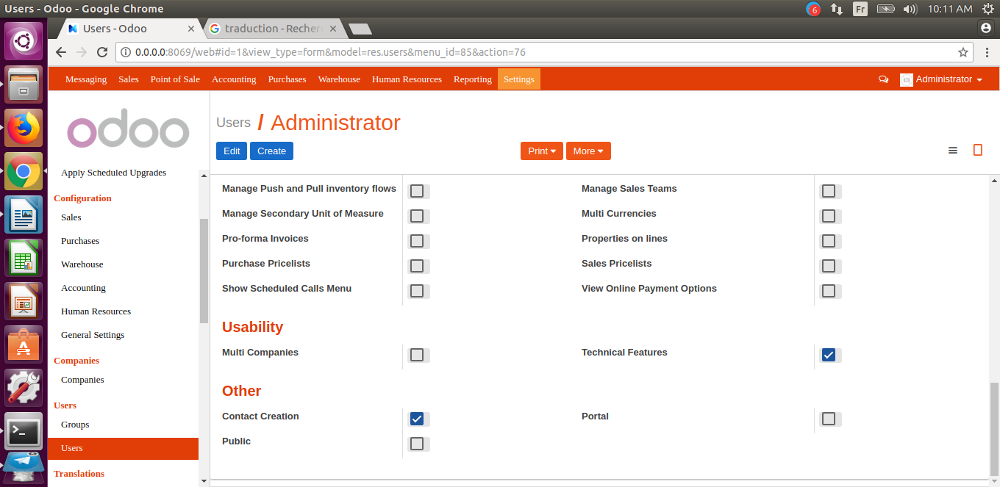 Users - Odoo - Google Chrome
6
Fr
10:11 AM
Users - Odoo
traduction - Recher
0.0.0.0:8069/web#id=1&view_type=form&model=res.users&menu_id=85&action=76
Messaging Sales Point of Sale Accounting Purchases Warehouse Human Resources Reporting Settings Administrator
odoo
Apply Scheduled Upgrades
Configuration
Sales
Purchases
Warehouse
Accounting
Human Resources
General Settings
Companies
Companies
Users
Groups
Users
Translations
Users / Administrator
Edit Create Print More
Manage Push and Pull inventory flows Manage Sales Teams
Manage Secondary Unit of Measure Multi Currencies
Pro-forma Invoices Properties on lines
Purchase Pricelists Sales Pricelists
Show Scheduled Calls Menu View Online Payment Options
Usability
Multi Companies Technical Features
Other
Contact Creation Portal
Public